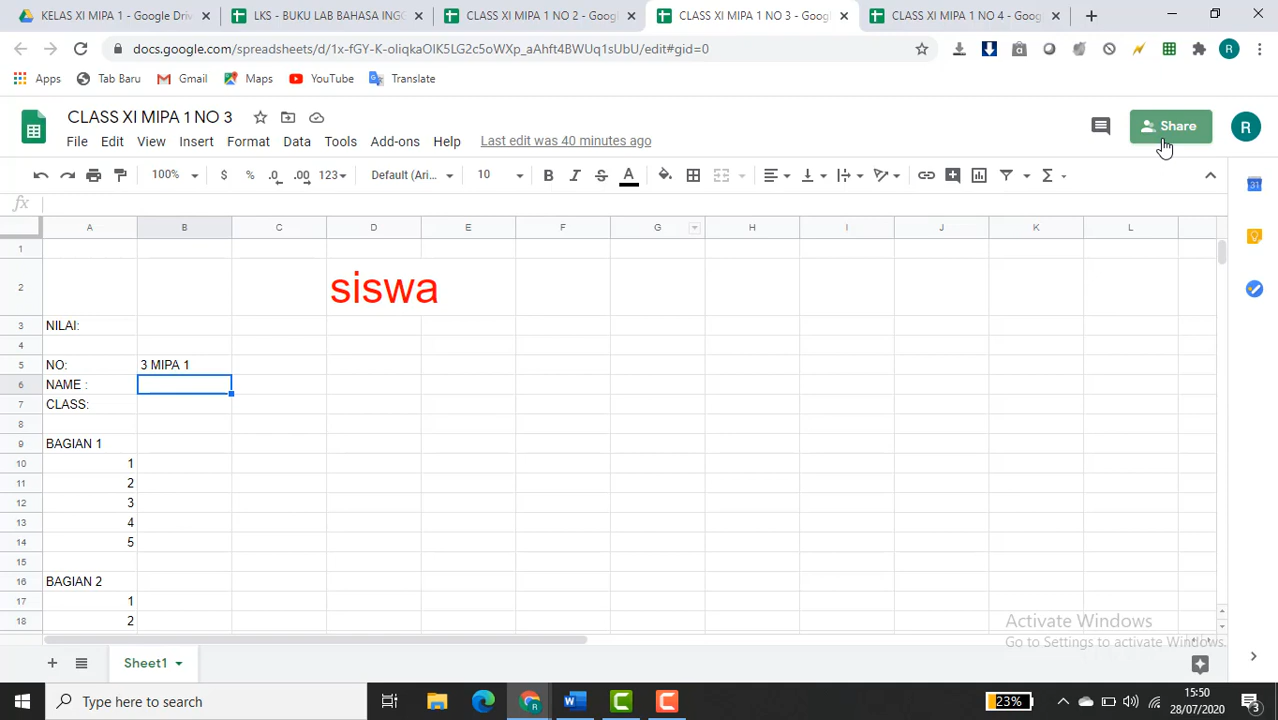 KELAS XI MIPA 1 - Google Driv
LKS - BUKU LAB BAHASA ING
CLASS XI MIPA 1 NO 2 - Goog
CLASS XI MIPA 1 NO 3 - Googl
CLASS XI MIPA 1 NO 4 - Goog
docs.google.com/spreadsheets/d/1x-fGY-K-oliqkaOIK5LG2c5oWXp_aAhft4BWUq1sUbU/edit#gid=0
R
Apps
Tab Baru
Gmail
Maps
YouTube
Translate
CLASS XI MIPA 1 NO 3
Share
R
File Edit View Insert Format Data Tools Add-ons Help Last edit was 40 minutes ago
100% $ % .0 .00 123 Default (Ari... 10 B I S A
31
fx
A B C D E F G H I J K L
1
2 siswa
3 NILAI:
4
5 NO: 3 MIPA 1
6 NAME :
7 CLASS:
8
9 BAGIAN 1
10 1
11 2
12 3
13 4
14 5
15
16 BAGIAN 2
17 1
18 2
Activate Windows
Go to Settings to activate Windows.
Sheet1
Type here to search
23%
15:50
28/07/2020
3